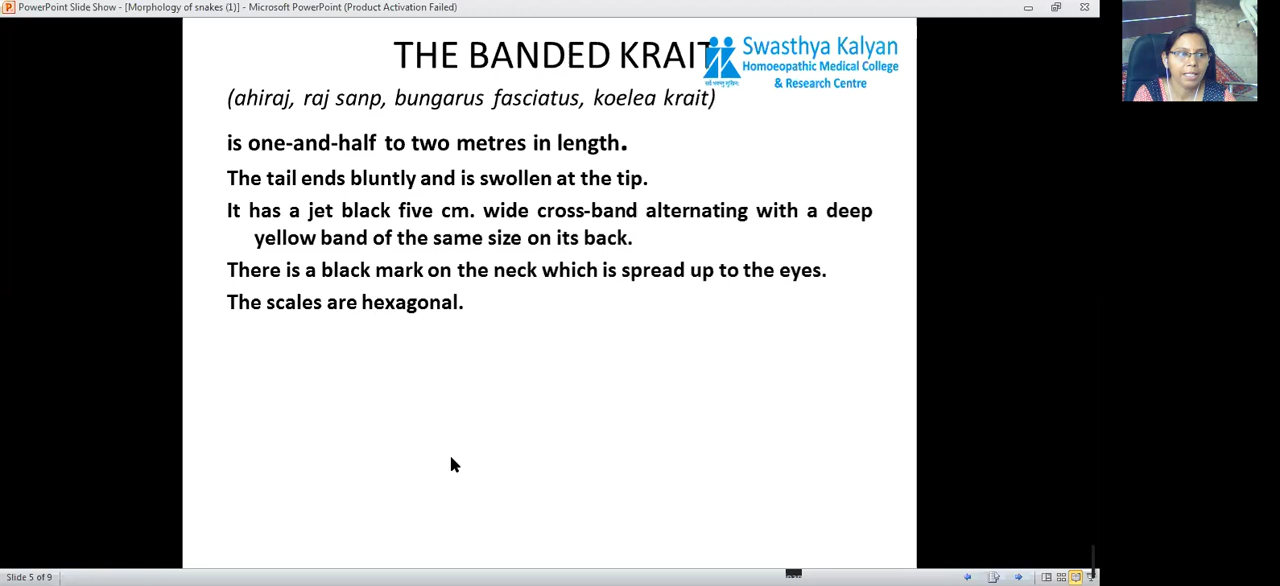 PowerPoint Slide Show - [Morphology of snakes (1)] - Microsoft PowerPoint (Product Activation Failed)
THE BANDED KRAIT
Swasthya Kalyan
Homoeopathic Medical College
& Research Centre
(ahiraj, raj sanp, bungarus fasciatus, koelea krait)
is one-and-half to two metres in length.
The tail ends bluntly and is swollen at the tip.
It has a jet black five cm. wide cross-band alternating with a deep
yellow band of the same size on its back.
There is a black mark on the neck which is spread up to the eyes.
The scales are hexagonal.
Slide 5 of 9